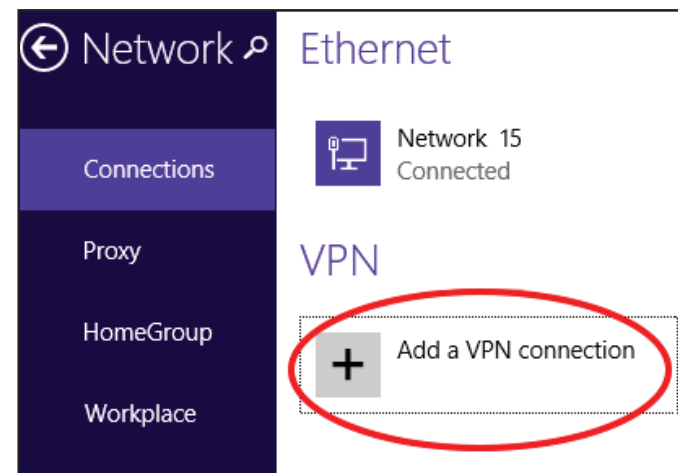 Network
Connections
Proxy
HomeGroup
Workplace
Ethernet
Network 15
Connected
VPN
Add a VPN connection